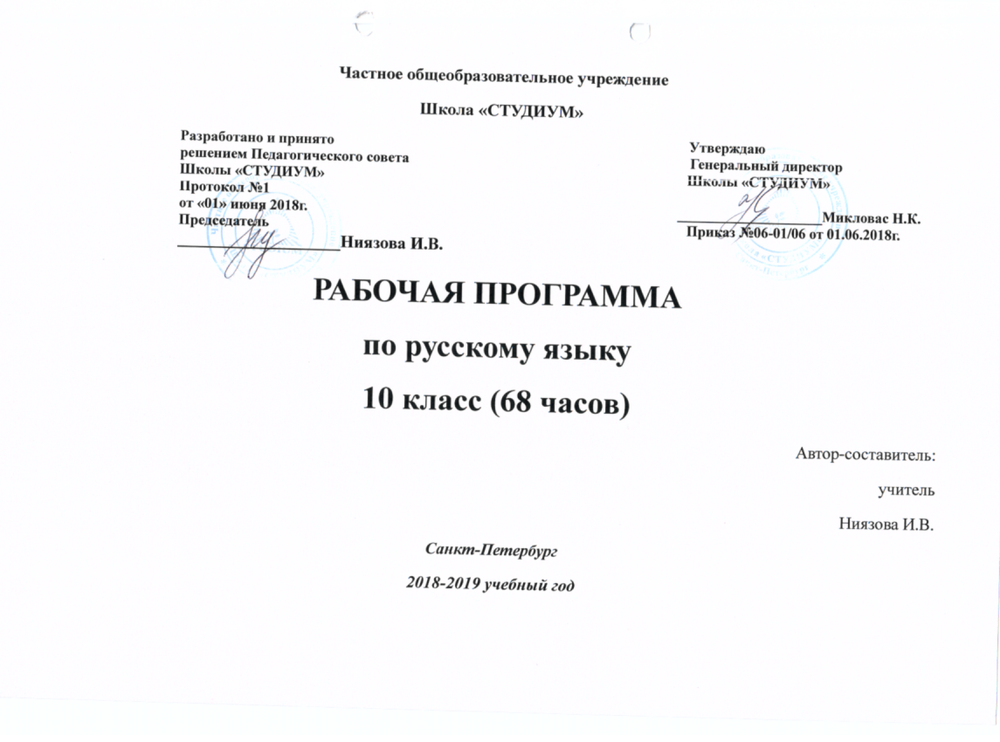 Частное общеобразовательное учреждение
Школа «СТУДИУМ»
Разработано и принято
решением Педагогического совета
Школы «СТУДИУМ»
Протокол №1
от «01» июня 2018г.
Председатель
Ниязова И.В.
Утверждаю
Генеральный директор
Школы «СТУДИУМ»
Микловас Н.К.
Приказ №06-01/06 от 01.06.2018г.
РАБОЧАЯ ПРОГРАММА
по русскому языку
10 класс (68 часов)
Автор-составитель:
учитель
Ниязова И.В.
Санкт-Петербург
2018-2019 учебный год